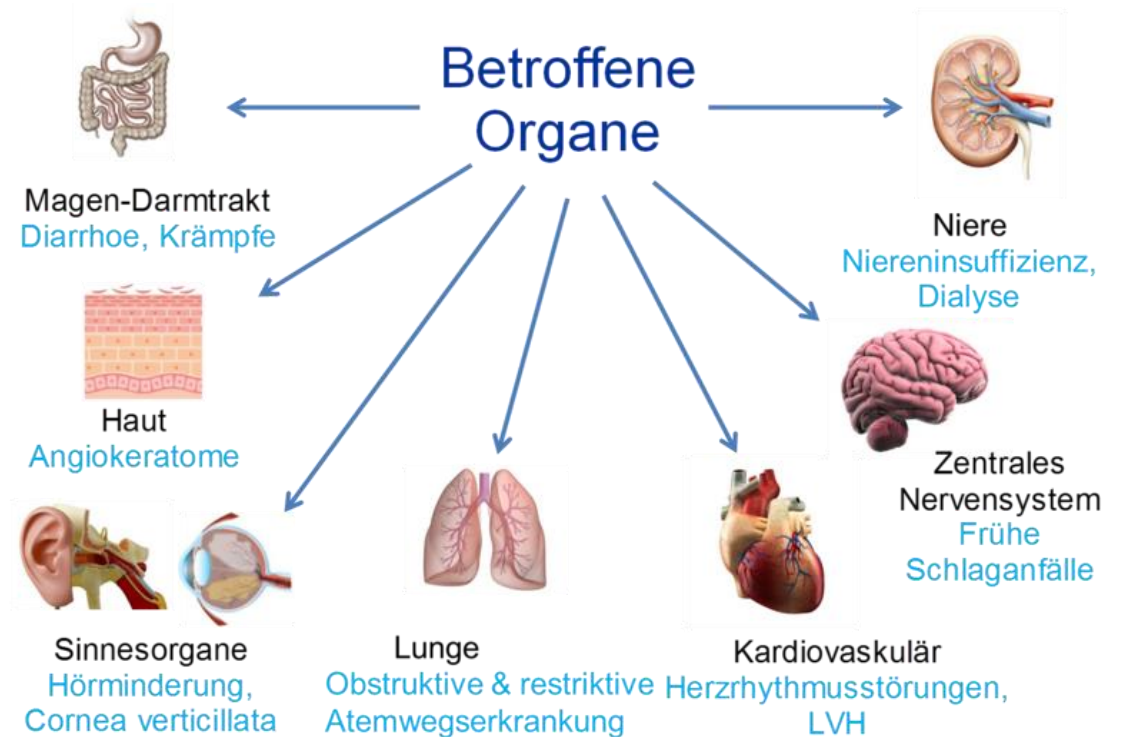 Betroffene
Organe
Magen-Darmtrakt
Diarrhoe, Krämpfe
Niere
Niereninsuffizienz,
Dialyse
Haut
Angiokeratome
Zentrales
Nervensystem
Frühe
Schlaganfälle
Sinnesorgane
Hörminderung,
Cornea verticillata
Lunge
Obstruktive & restriktive
Atemwegserkrankung
Kardiovaskulär
Herzrhythmusstörungen,
LVH